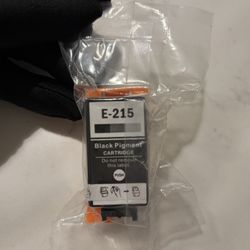 E-215
Black Pigment
CARTRIDGE
Do not remove
this label.